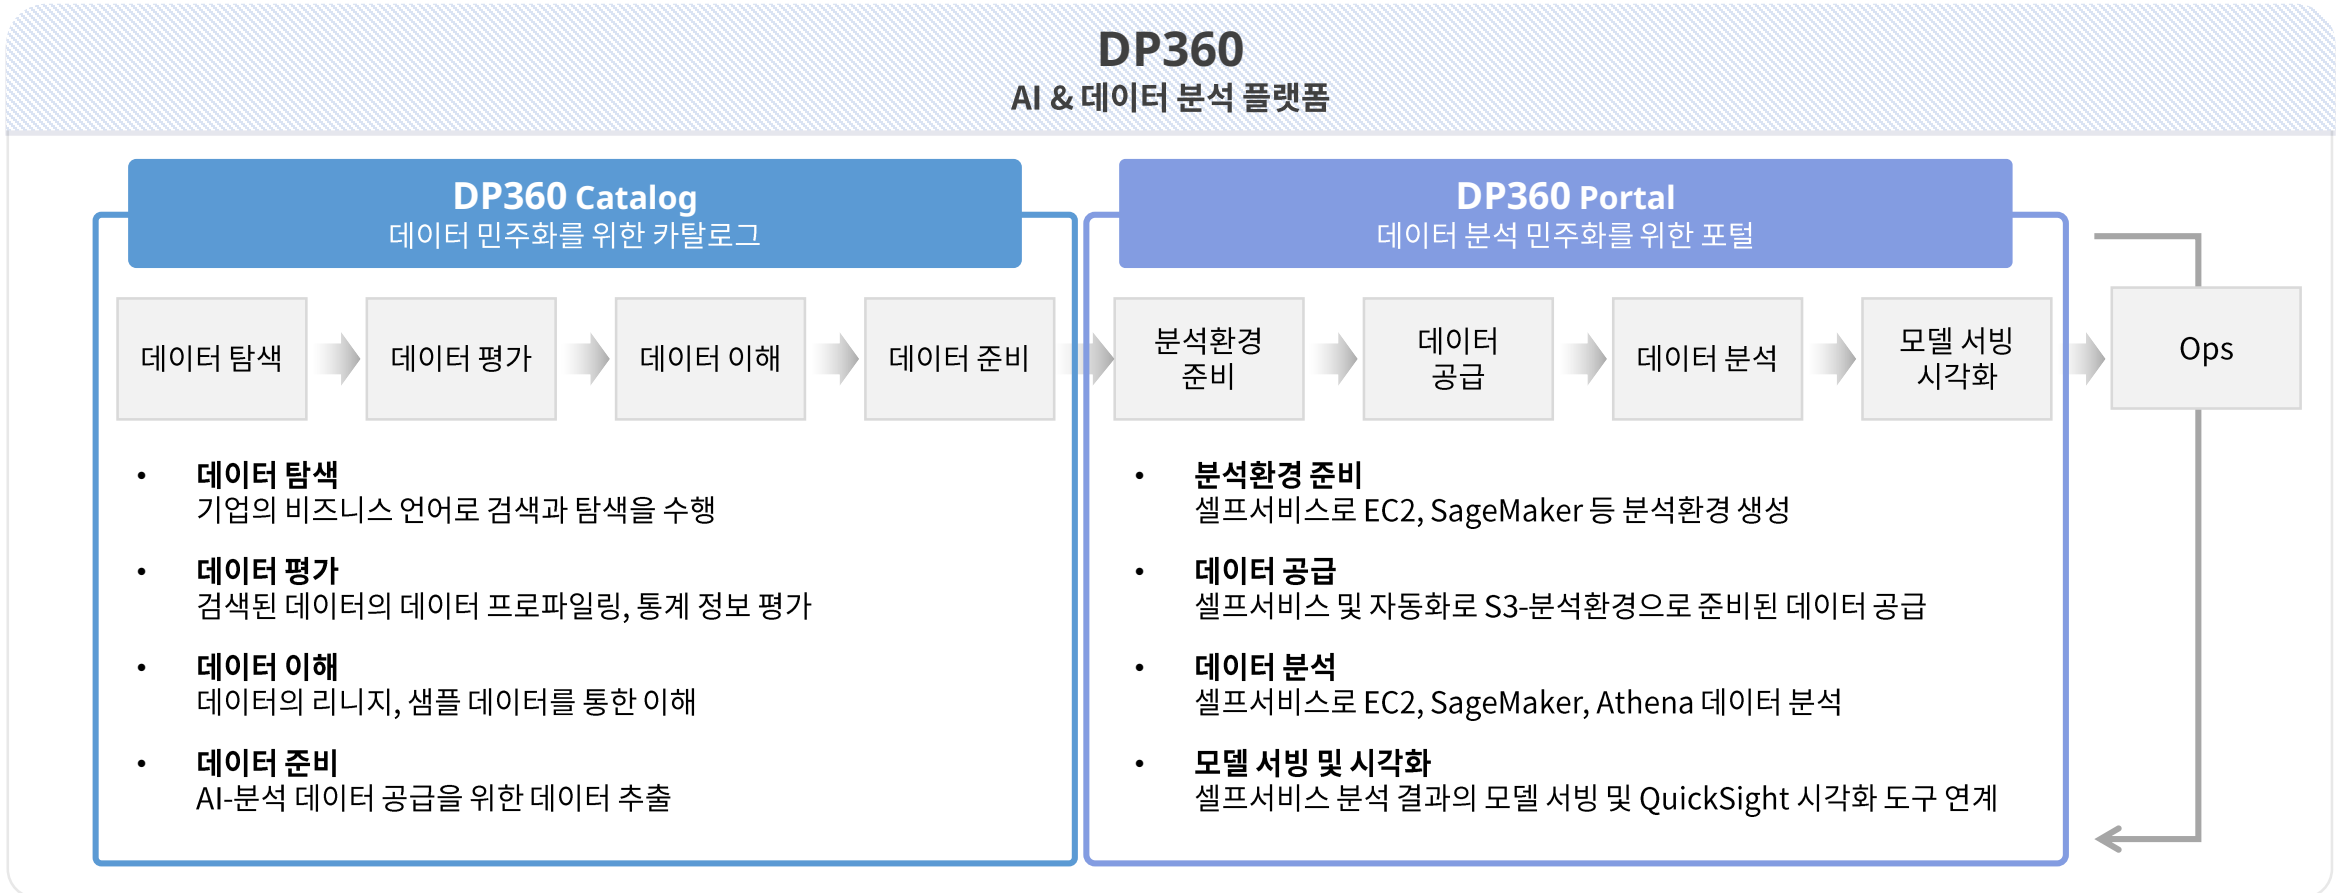 DP360
AI & 데이터 분석 플랫폼
DP360 Catalog
데이터 민주화를 위한 카탈로그
데이터 탐색
데이터 평가
데이터 이해
데이터 준비
• 데이터 탐색
기업의 비즈니스 언어로 검색과 탐색을 수행
• 데이터 평가
검색된 데이터의 데이터 프로파일링, 통계 정보 평가
• 데이터 이해
데이터의 리니지, 샘플 데이터를 통한 이해
• 데이터 준비
AI-분석 데이터 공급을 위한 데이터 추출
DP360 Portal
데이터 분석 민주화를 위한 포털
분석환경
준비
데이터
공급
데이터 분석
모델 서빙
시각화
• 분석환경 준비
셀프서비스로 EC2, SageMaker 등 분석환경 생성
• 데이터 공급
셀프서비스 및 자동화로 S3-분석환경으로 준비된 데이터 공급
• 데이터 분석
셀프서비스로 EC2, SageMaker, Athena 데이터 분석
• 모델 서빙 및 시각화
셀프서비스 분석 결과의 모델 서빙 및 QuickSight 시각화 도구 연계
Ops